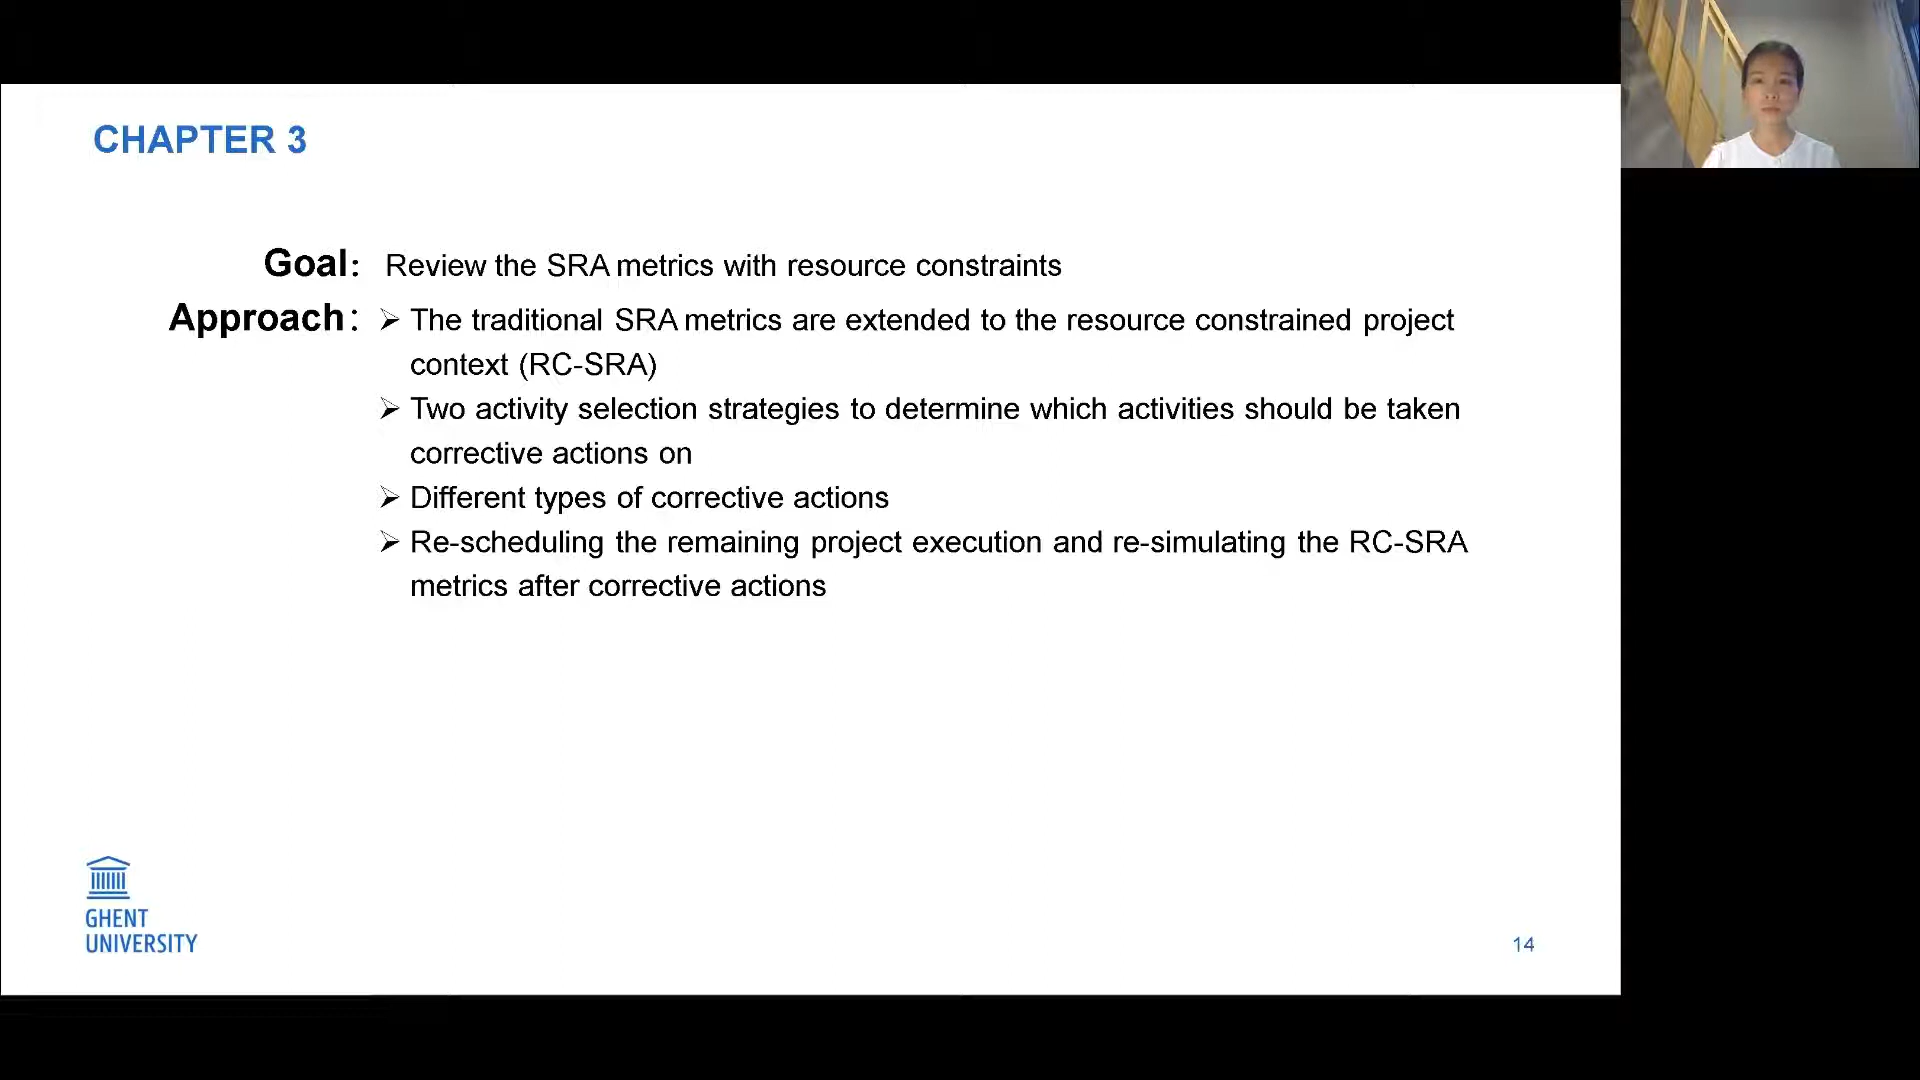 CHAPTER 3
Goal: Review the SRA metrics with resource constraints
Approach: ➢ The traditional SRA metrics are extended to the resource constrained project
context (RC-SRA)
➢ Two activity selection strategies to determine which activities should be taken
corrective actions on
➢ Different types of corrective actions
➢ Re-scheduling the remaining project execution and re-simulating the RC-SRA
metrics after corrective actions
GHENT
UNIVERSITY
14